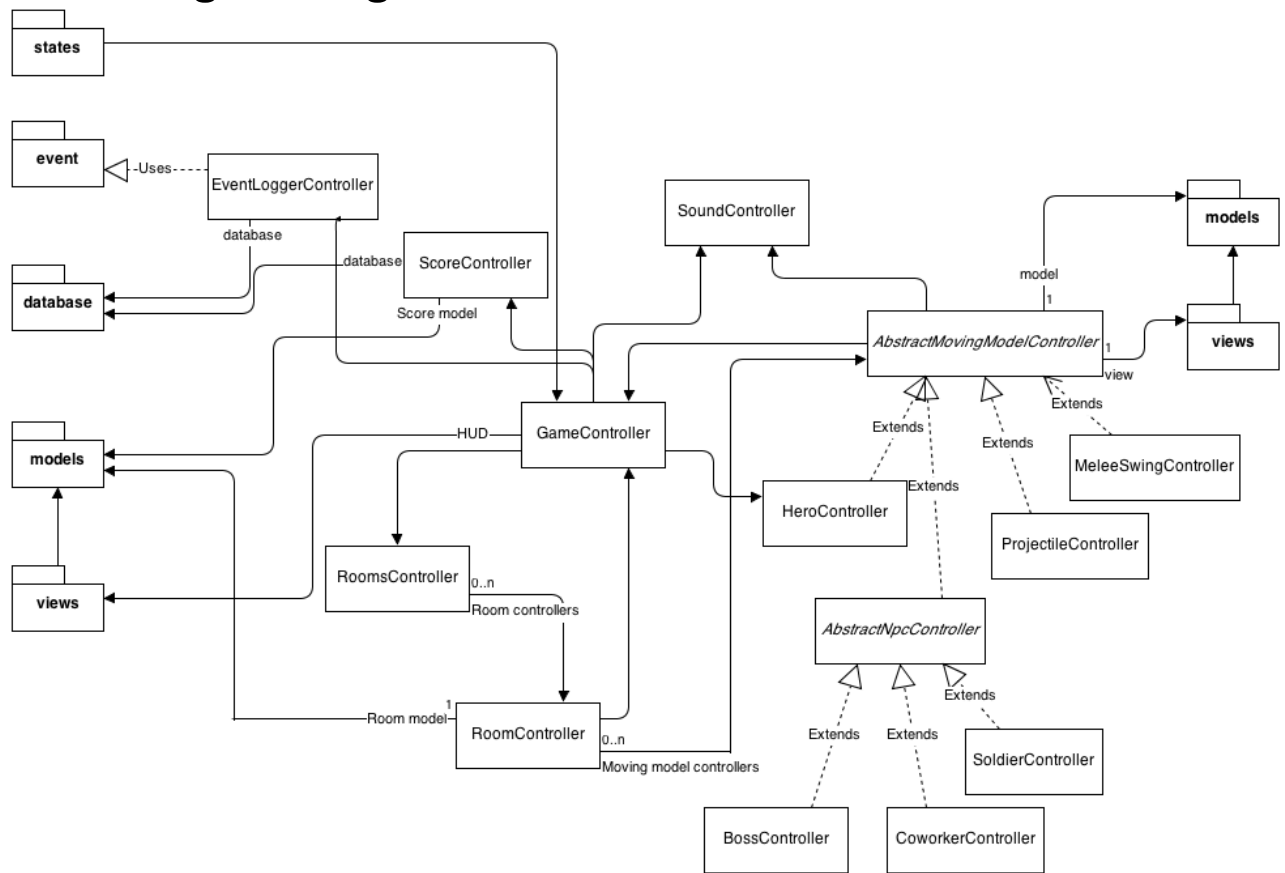 states
event
Uses
EventLoggerController
database
database
ScoreController
Score model
database
SoundController
models
model
1
AbstractMovingModelController
1
view
views
Extends
Extends
Extends
Extends
MeleeSwingController
HUD
GameController
models
HeroController
ProjectileController
RoomsController
0..n
Room controllers
views
AbstractNpcController
Room model
1
RoomController
0..n
Moving model controllers
Extends
Extends
Extends
SoldierController
BossController
CoworkerController